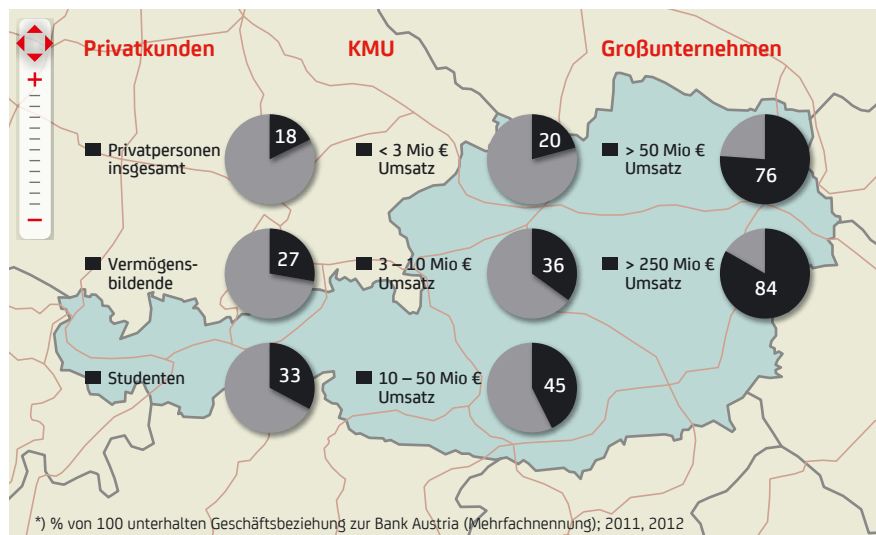 Privatkunden
Privatpersonen
insgesamt
18
Vermögens-
bildende
27
Studenten
33
KMU
< 3 Mio €
Umsatz
20
3 – 10 Mio €
Umsatz
36
10 – 50 Mio €
Umsatz
45
Großunternehmen
> 50 Mio €
Umsatz
76
> 250 Mio €
Umsatz
84
*) % von 100 unterhalten Geschäftsbeziehung zur Bank Austria (Mehrfachnennung); 2011, 2012